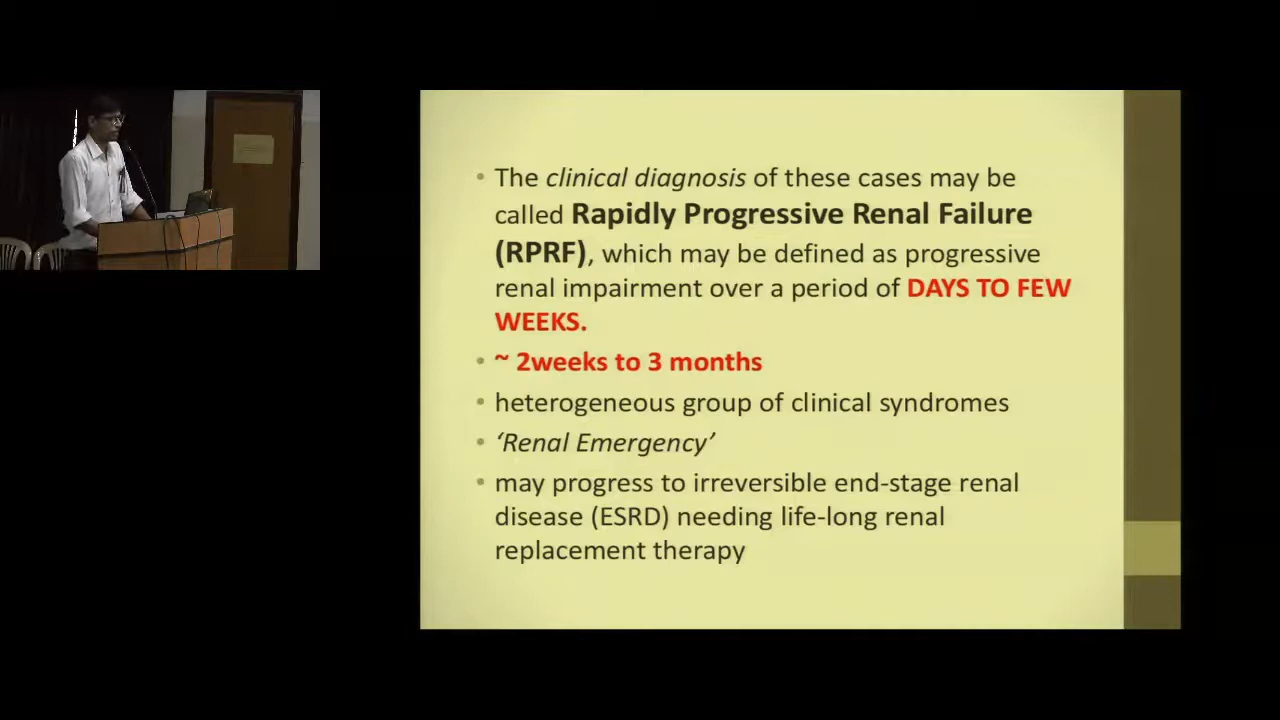 • The clinical diagnosis of these cases may be
called Rapidly Progressive Renal Failure
(RPRF), which may be defined as progressive
renal impairment over a period of DAYS TO FEW
WEEKS.
• ~ 2weeks to 3 months
• heterogeneous group of clinical syndromes
• ‘Renal Emergency’
• may progress to irreversible end-stage renal
disease (ESRD) needing life-long renal
replacement therapy